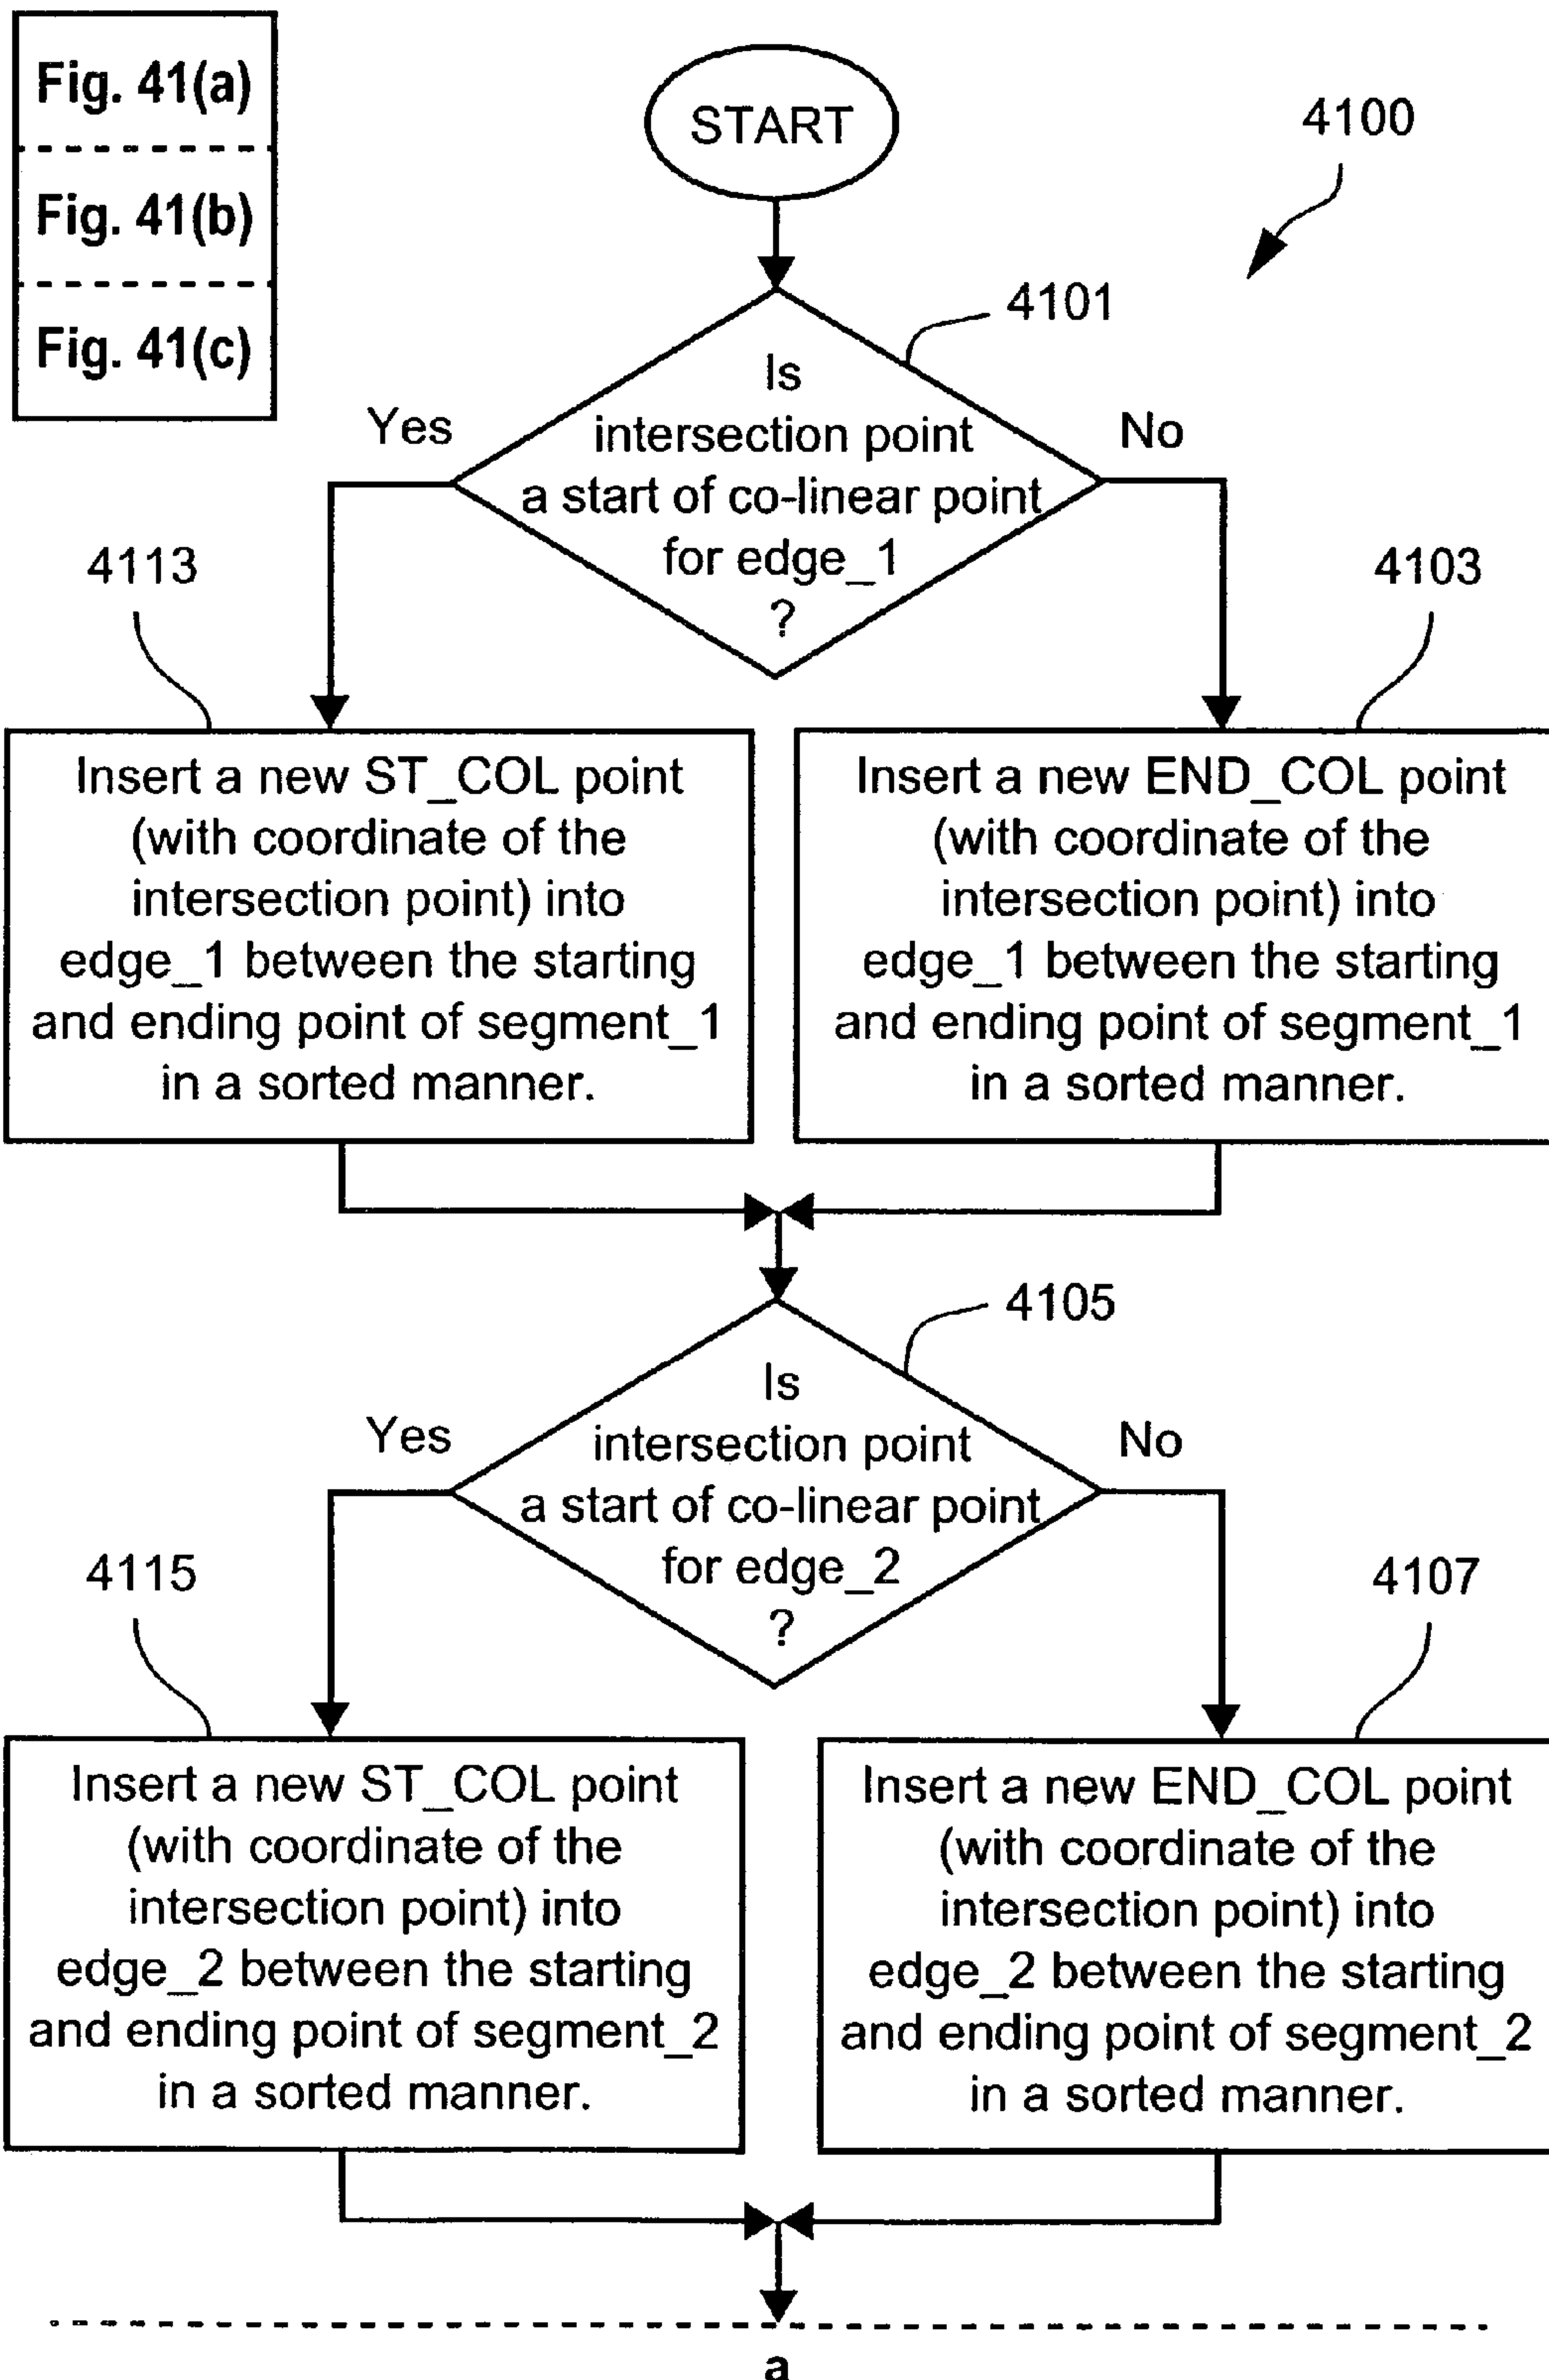 Fig. 41(a)
Fig. 41(b)
Fig. 41(c)
START
4100
4101
Is
intersection point
a start of co-linear point
for edge_1
?
Yes
No
4113
4103
Insert a new ST_COL point
(with coordinate of the
intersection point) into
edge_1 between the starting
and ending point of segment_1
in a sorted manner.
Insert a new END_COL point
(with coordinate of the
intersection point) into
edge_1 between the starting
and ending point of segment_1
in a sorted manner.
4105
Is
intersection point
a start of co-linear point
for edge_2
?
Yes
No
4115
4107
Insert a new ST_COL point
(with coordinate of the
intersection point) into
edge_2 between the starting
and ending point of segment_2
in a sorted manner.
Insert a new END_COL point
(with coordinate of the
intersection point) into
edge_2 between the starting
and ending point of segment_2
in a sorted manner.
a